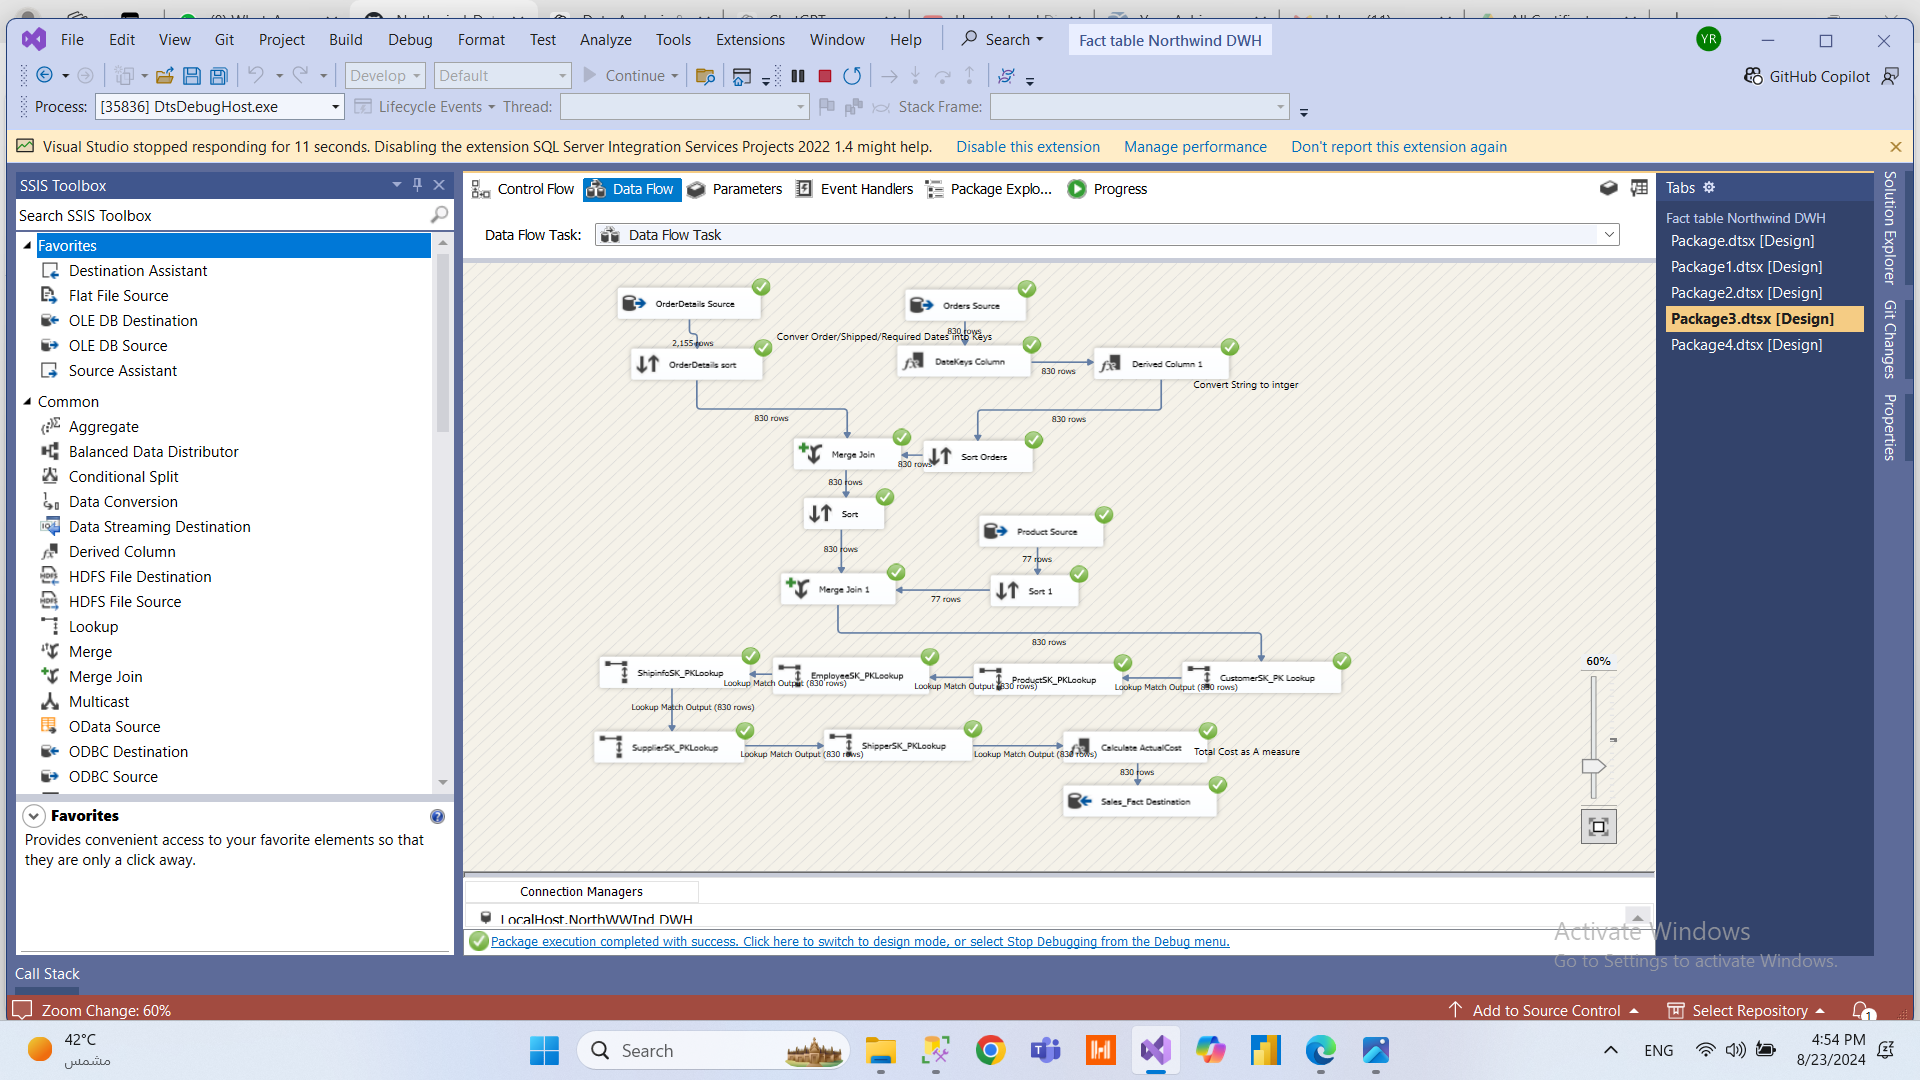 File Edit View Git Project Build Debug Format Test Analyze Tools Extensions Window Help Search Fact table Northwind DWH YR
Develop Default Continue GitHub Copilot
Process: [35836] DtsDebugHost.exe Lifecycle Events Thread: Stack Frame:
Visual Studio stopped responding for 11 seconds. Disabling the extension SQL Server Integration Services Projects 2022 1.4 might help. Disable this extension Manage performance Don't report this extension again
SSIS Toolbox
Search SSIS Toolbox
Favorites
Destination Assistant
Flat File Source
OLE DB Destination
OLE DB Source
Source Assistant
Common
Aggregate
Balanced Data Distributor
Conditional Split
Data Conversion
Data Streaming Destination
Derived Column
HDFS File Destination
HDFS File Source
Lookup
Merge
Merge Join
Multicast
OData Source
ODBC Destination
ODBC Source
Favorites
Provides convenient access to your favorite elements so that
they are only a click away.
Control Flow Data Flow Parameters Event Handlers Package Explo... Progress
Data Flow Task: Data Flow Task
OrderDetails Source
Orders Source
830 rows
Conver Order/Shipped/Required Dates into Keys
2,155 rows
OrderDetails sort
DateKeys Column
830 rows
Derived Column 1
Convert String to intger
830 rows
830 rows
Merge Join
830 rows
Sort Orders
830 rows
Sort
Product Source
830 rows
77 rows
Merge Join 1
77 rows
Sort 1
830 rows
ShipinfoSK_PKLookup
Lookup Match Output (830 rows)
EmployeeSK_PKLookup
Lookup Match Output (830 rows)
ProductSK_PKLookup
Lookup Match Output (830 rows)
CustomerSK_PK Lookup
Lookup Match Output (830 rows)
SupplierSK_PKLookup
Lookup Match Output (830 rows)
ShipperSK_PKLookup
Lookup Match Output (830 rows)
Calculate ActualCost
Total Cost as A measure
830 rows
Sales_Fact Destination
60%
Connection Managers
LocalHost.NorthWWInd_DWH
Package execution completed with success. Click here to switch to design mode, or select Stop Debugging from the Debug menu.
Tabs
Fact table Northwind DWH
Package.dtsx [Design]
Package1.dtsx [Design]
Package2.dtsx [Design]
Package3.dtsx [Design]
Package4.dtsx [Design]
Solution Explorer
Git Changes
Properties
Activate Windows
Go to Settings to activate Windows.
Call Stack
Zoom Change: 60% Add to Source Control Select Repository 1
42°C
مشمس
Search
ENG
4:54 PM
8/23/2024